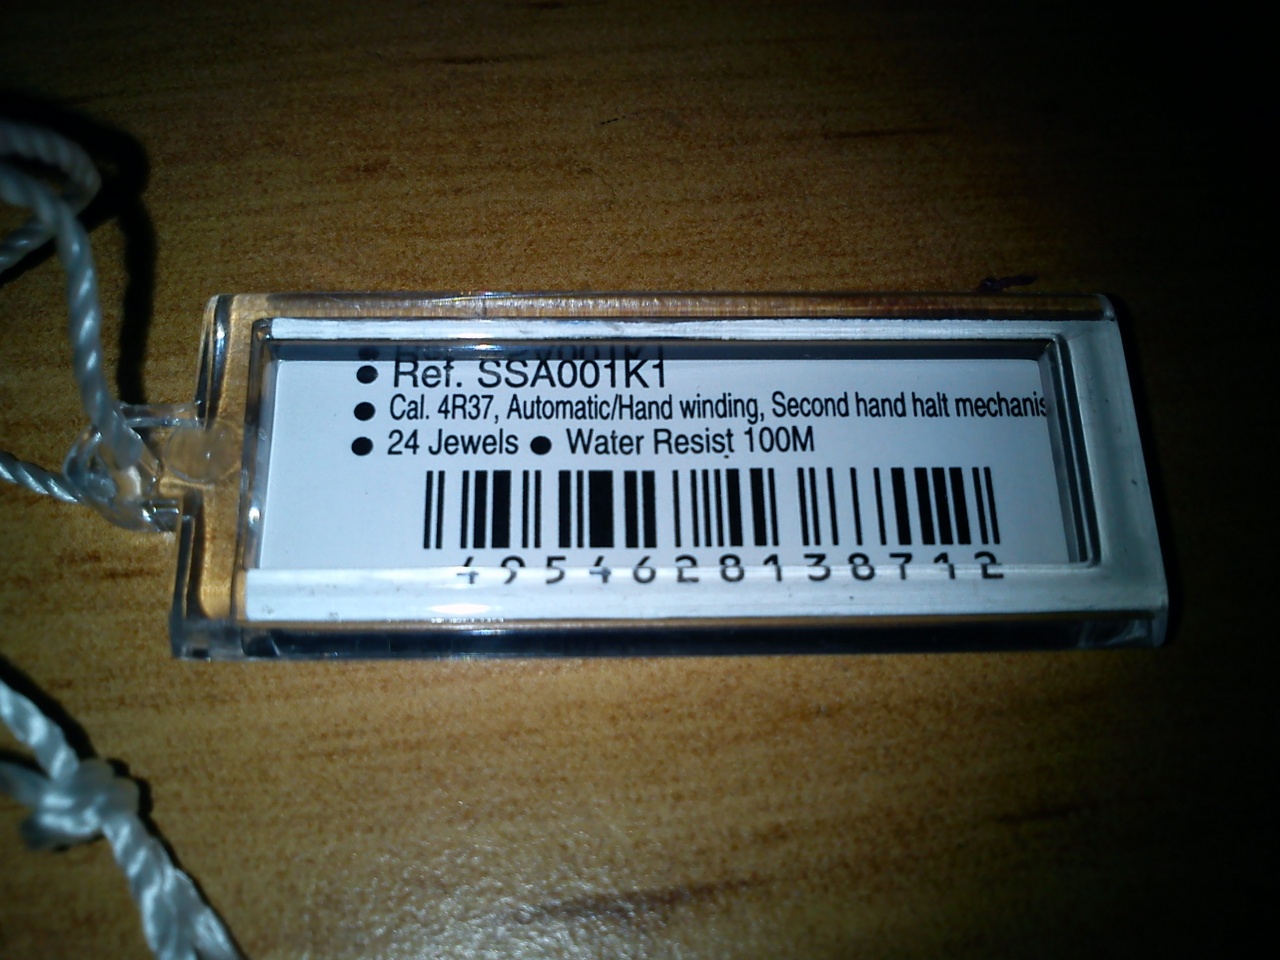 ● Ref. SSA001K1
● Cal. 4R37, Automatic/Hand winding, Second hand halt mechanis
● 24 Jewels ● Water Resist 100M
4954628138712